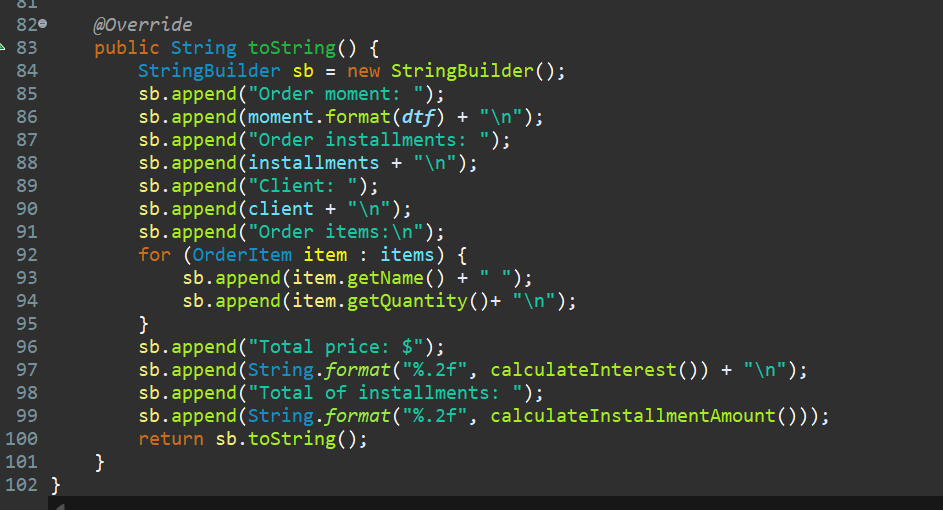 81
82 @Override
83 public String toString() {
84 StringBuilder sb = new StringBuilder();
85 sb.append("Order moment: ");
86 sb.append(moment.format(dtf) + "\n");
87 sb.append("Order installments: ");
88 sb.append(installments + "\n");
89 sb.append("Client: ");
90 sb.append(client + "\n");
91 sb.append("Order items:\n");
92 for (OrderItem item : items) {
93 sb.append(item.getName() + " ");
94 sb.append(item.getQuantity()+ "\n");
95 }
96 sb.append("Total price: $");
97 sb.append(String.format("%.2f", calculateInterest()) + "\n");
98 sb.append("Total of installments: ");
99 sb.append(String.format("%.2f", calculateInstallmentAmount()));
100 return sb.toString();
101 }
102 }